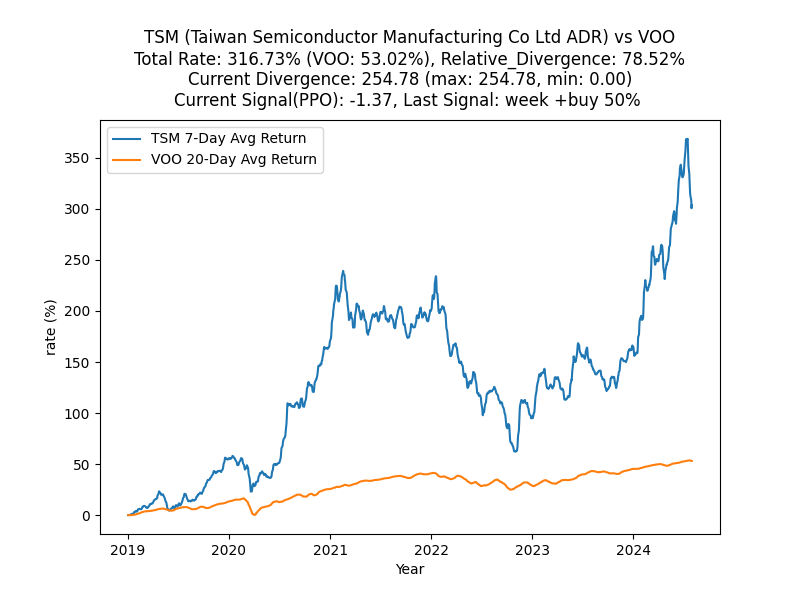 TSM (Taiwan Semiconductor Manufacturing Co Ltd ADR) vs VOO
Total Rate: 316.73% (VOO: 53.02%), Relative_Divergence: 78.52%
Current Divergence: 254.78 (max: 254.78, min: 0.00)
Current Signal(PPO): -1.37, Last Signal: week +buy 50%
TSM 7-Day Avg Return
VOO 20-Day Avg Return
rate (%)
350
300
250
200
150
100
50
0
2019 2020 2021 2022 2023 2024
Year